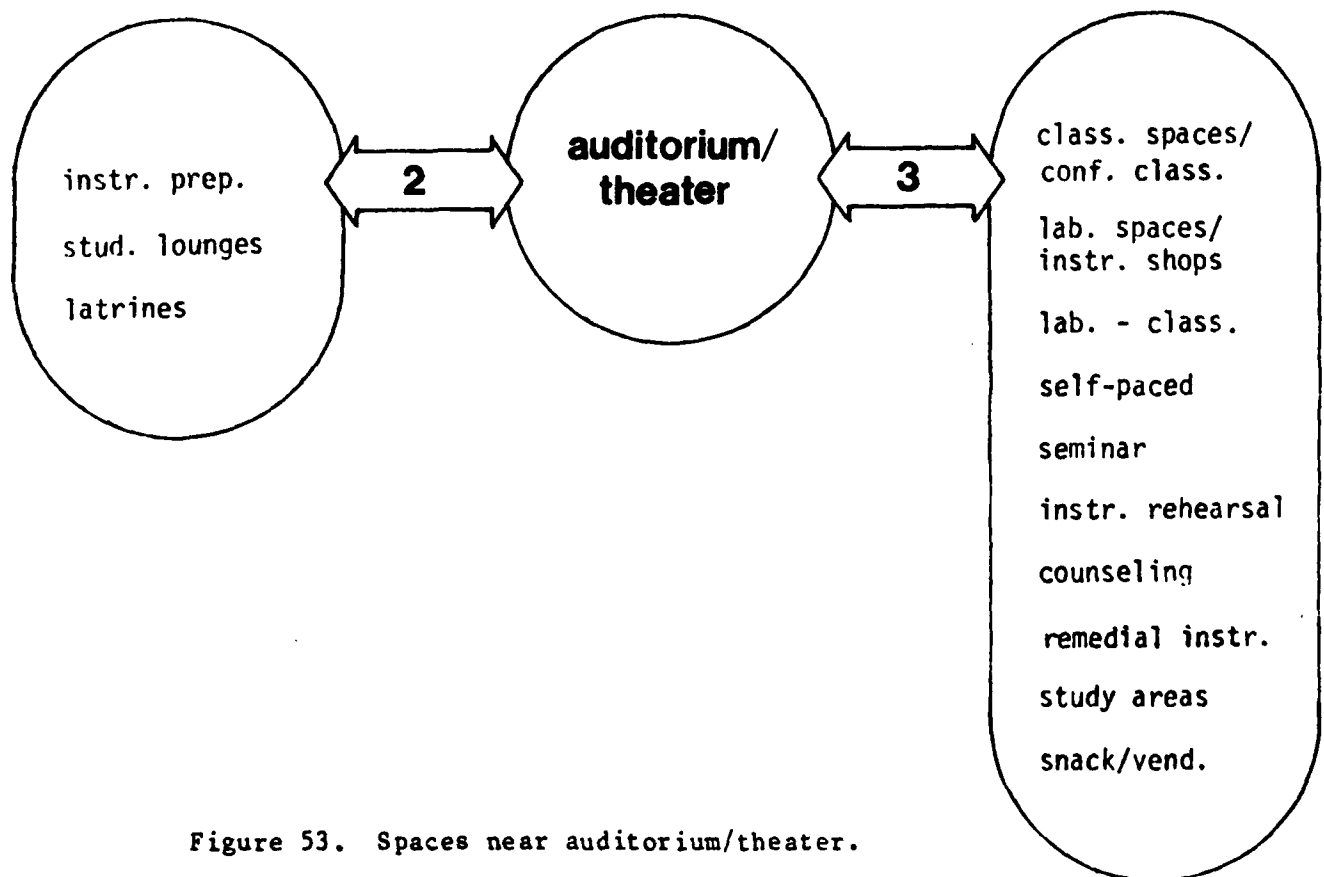 instr. prep.
stud. lounges
latrines
2
auditorium/
theater
3
class. spaces/
conf. class.
lab. spaces/
instr. shops
lab. - class.
self-paced
seminar
instr. rehearsal
counseling
remedial instr.
study areas
snack/vend.
Figure 53. Spaces near auditorium/theater.